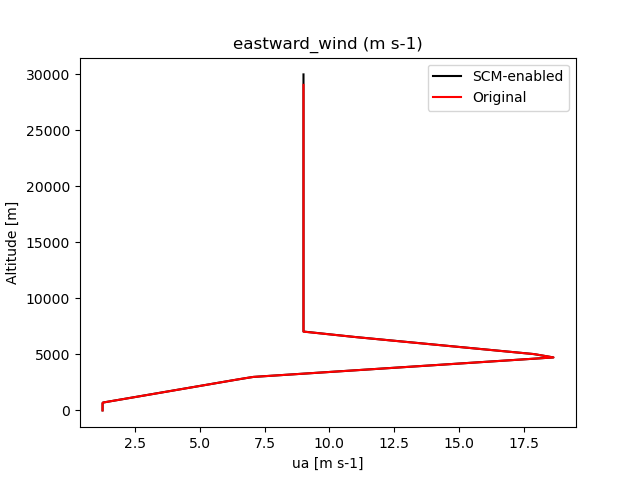 eastward_wind (m s-1)
SCM-enabled
Original
30000
25000
20000
15000
10000
5000
0
Altitude [m]
2.5 5.0 7.5 10.0 12.5 15.0 17.5
ua [m s-1]